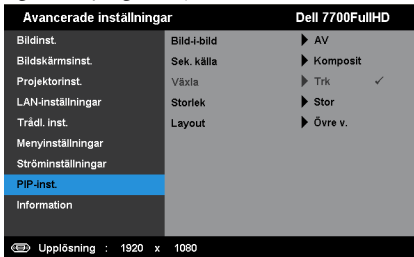 Avancerade inställningar Dell 7700FullHD
Bildinst. Bild-i-bild AV
Bildskärmsinst. Sek. källa Komposit
Projektorinst. Växla Trk
LAN-inställningar Storlek Stor
Trådl. inst. Layout Övre v.
Menyinställningar
Ströminställningar
PIP-inst.
Information
Upplösning : 1920 x 1080